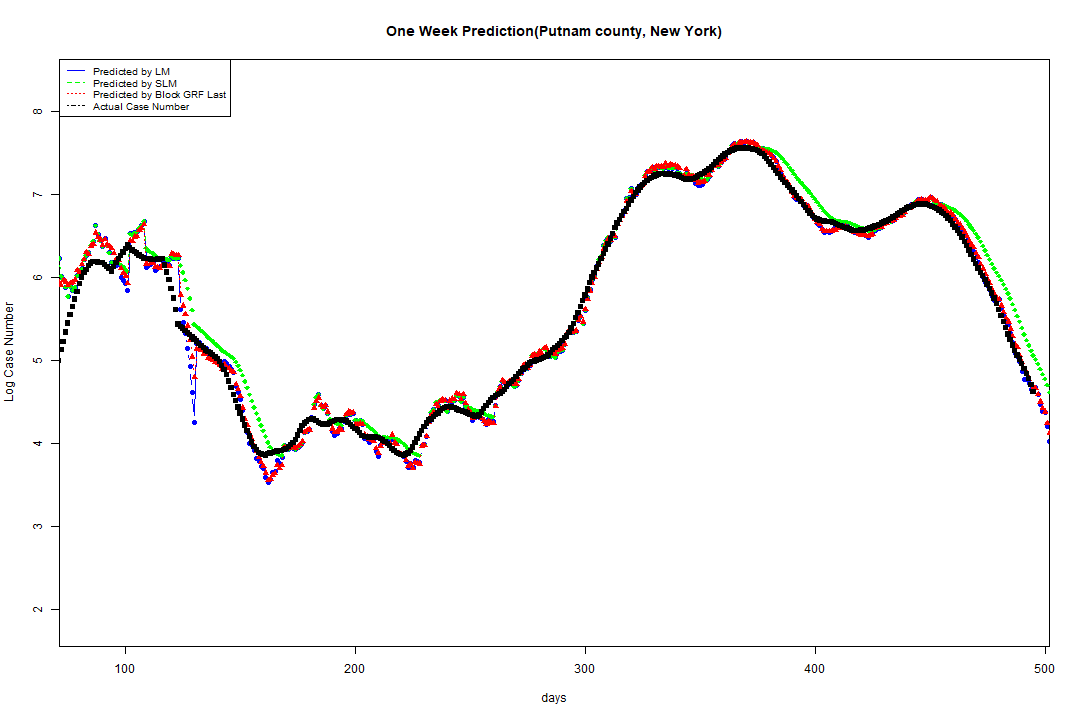 One Week Prediction(Putnam county, New York)
Predicted by LM
Predicted by SLM
Predicted by Block GRF Last
Actual Case Number
8
7
6
5
4
3
2
Log Case Number
100 200 300 400 500
days